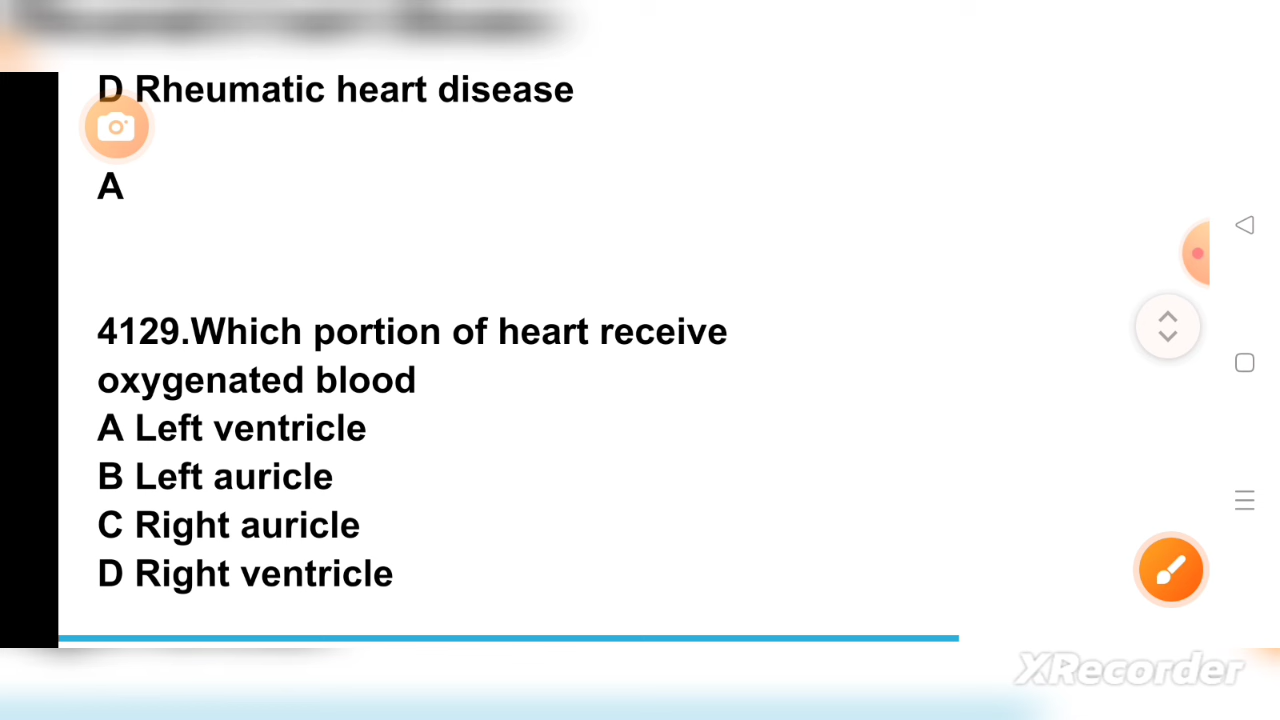 D Rheumatic heart disease
A
4129.Which portion of heart receive
oxygenated blood
A Left ventricle
B Left auricle
C Right auricle
D Right ventricle
XRecorder